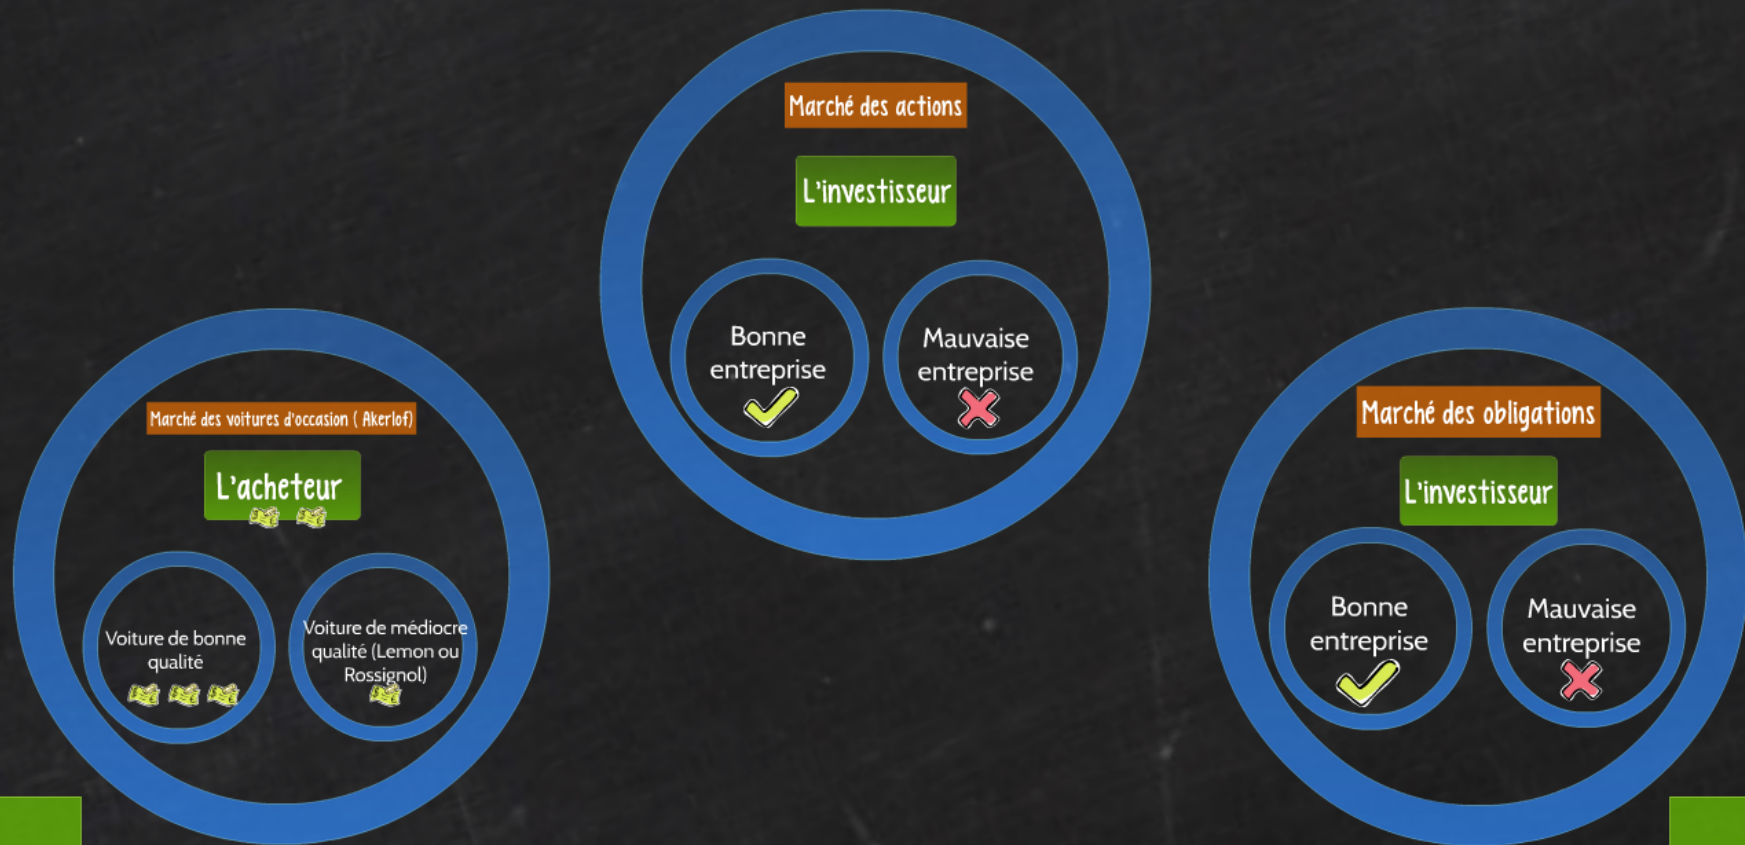 Marché des actions
L'investisseur
Bonne
entreprise
Mauvaise
entreprise
Marché des voitures d'occasion ( Akerlof)
L'acheteur
Voiture de bonne
qualité
Voiture de médiocre
qualité (Lemon ou
Rossignol)
Marché des obligations
L'investisseur
Bonne
entreprise
Mauvaise
entreprise